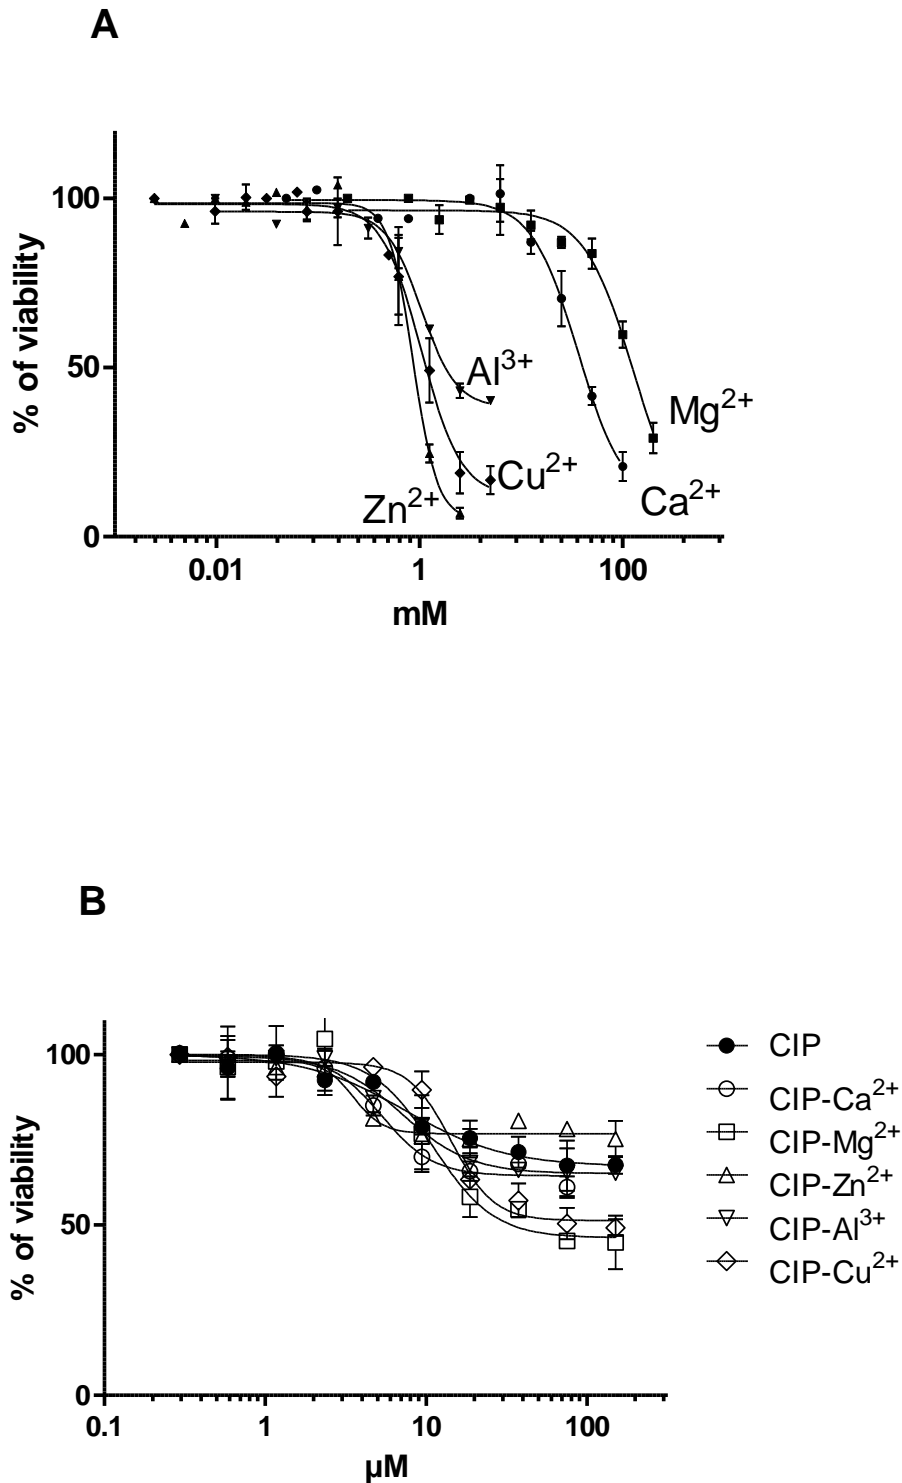 A
% of viability
100
50
0
Al3+
Mg2+
Cu2+
Zn2+
Ca2+
0.01
1
100
mM
B
% of viability
100
50
0
0.1
1
10
100
µM
CIP
CIP-Ca2+
CIP-Mg2+
CIP-Zn2+
CIP-Al3+
CIP-Cu2+